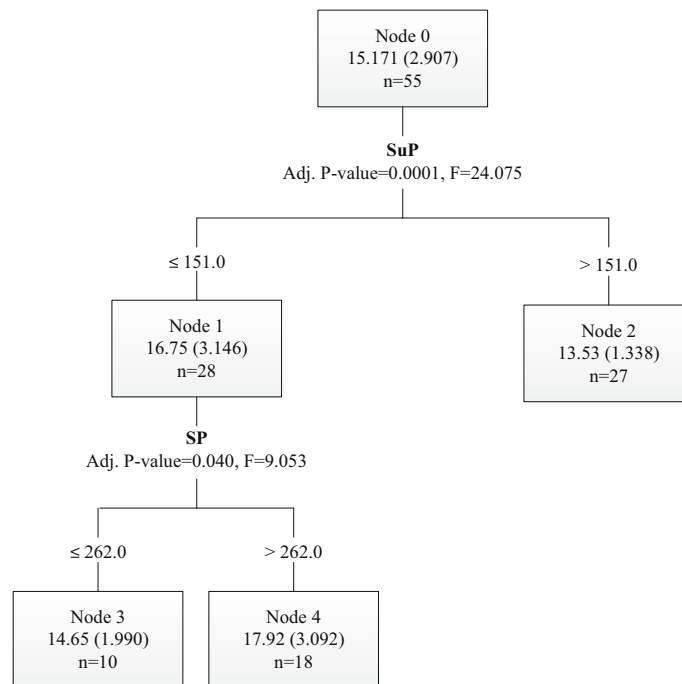 Node 0
15.171 (2.907)
n=55
SuP
Adj. P-value=0.0001, F=24.075
≤ 151.0
> 151.0
Node 1
16.75 (3.146)
n=28
Node 2
13.53 (1.338)
n=27
SP
Adj. P-value=0.040, F=9.053
≤ 262.0
> 262.0
Node 3
14.65 (1.990)
n=10
Node 4
17.92 (3.092)
n=18